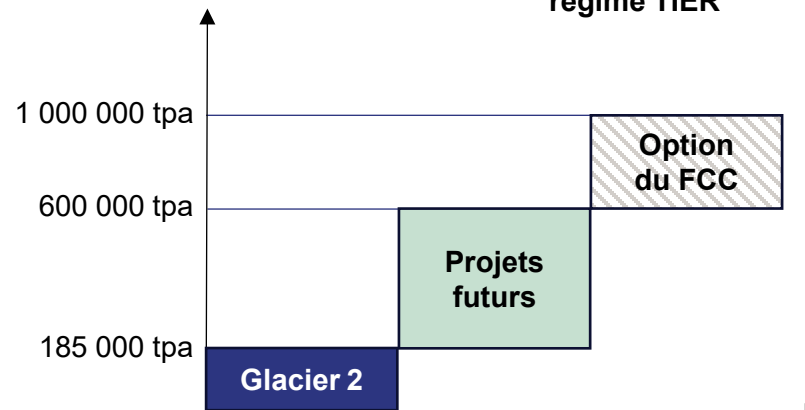 régime TIER
1 000 000 tpa
Option
du FCC
600 000 tpa
Projets
futurs
185 000 tpa
Glacier 2